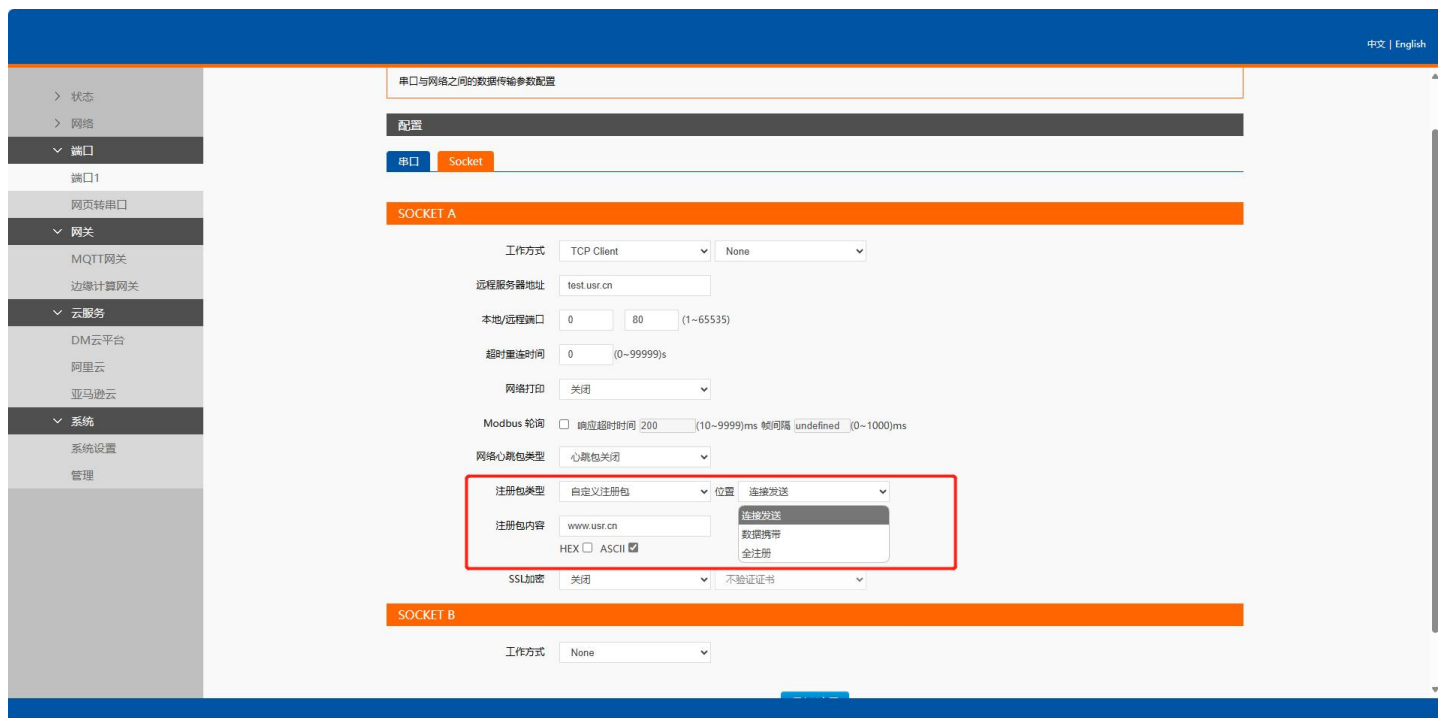 中文 | English
状态
网络
端口
端口1
网页转串口
网关
MQTT网关
边缘计算网关
云服务
DM云平台
阿里云
亚马逊云
系统
系统设置
管理
串口与网络之间的数据传输参数配置
配置
串口 Socket
SOCKET A
工作方式 TCP Client None
远程服务器地址 test.usr.cn
本地/远程端口 0 80 (1~65535)
超时重连时间 0 (0~99999)s
网络打印 关闭
Modbus 轮询 响应超时时间 200 (10~9999)ms 帧间隔 undefined (0~1000)ms
网络心跳包类型 心跳包关闭
注册包类型 自定义注册包 位置 连接发送
连接发送
注册包内容 www.usr.cn
数据携带
HEX ASCII
全注册
SSL加密 关闭 不验证证书
SOCKET B
工作方式 None